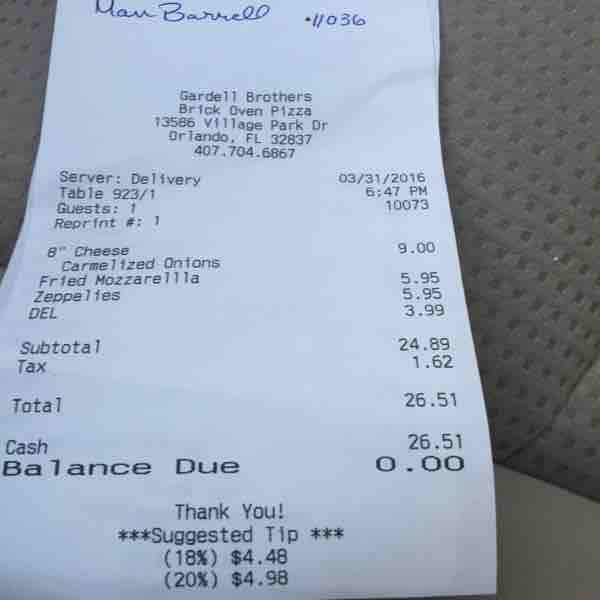 Man Barrell •11036
Gardell Brothers
Brick Oven Pizza
13586 Village Park Dr
Orlando, FL 32837
407.704.6867
Server: Delivery 03/31/2016
Table 923/1 6:47 PM
Guests: 1 10073
Reprint #: 1
8" Cheese 9.00
Carmelized Onions
Fried Mozzarellla 5.95
Zeppelies 5.95
DEL 3.99
Subtotal 24.89
Tax 1.62
Total 26.51
Cash 26.51
Balance Due 0.00
Thank You!
***Suggested Tip ***
(18%) $4.48
(20%) $4.98